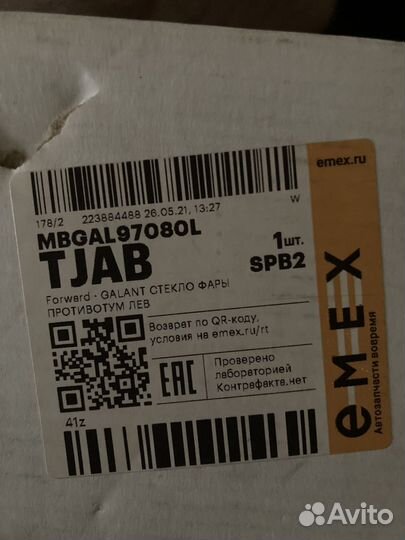 emex.ru
178/2 223884488 26.05.21, 13:27 W
MBGAL97080L
1шт.
TJAB
SPB2
Forward · GALANT СТЕКЛО ФАРЫ
ПРОТИВОТУМ ЛЕВ
Возврат по QR-коду,
условия на emex.ru/rt
EAC
Проверено
лабораторией
Контрафакта.нет
41z
emex
Автозапчасти вовремя
Avito